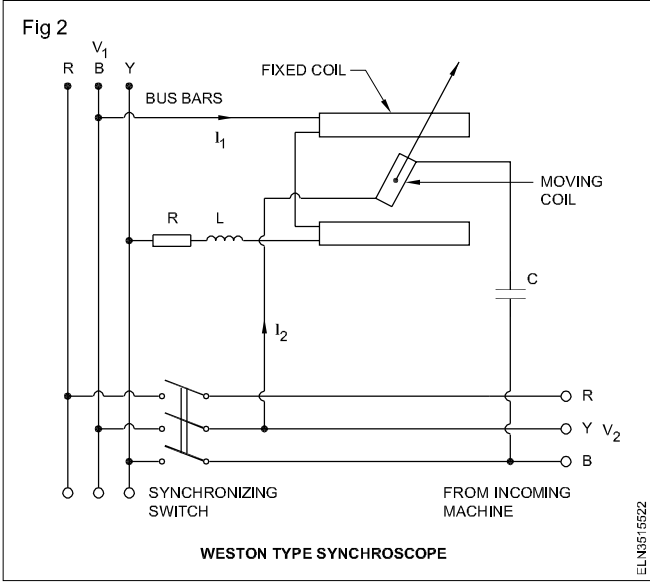 Fig 2
V1
R B Y
BUS BARS
FIXED COIL
I1
MOVING
COIL
R L
C
I2
R
Y V2
B
SYNCHRONIZING
SWITCH
FROM INCOMING
MACHINE
WESTON TYPE SYNCHROSCOPE
ELN3515522